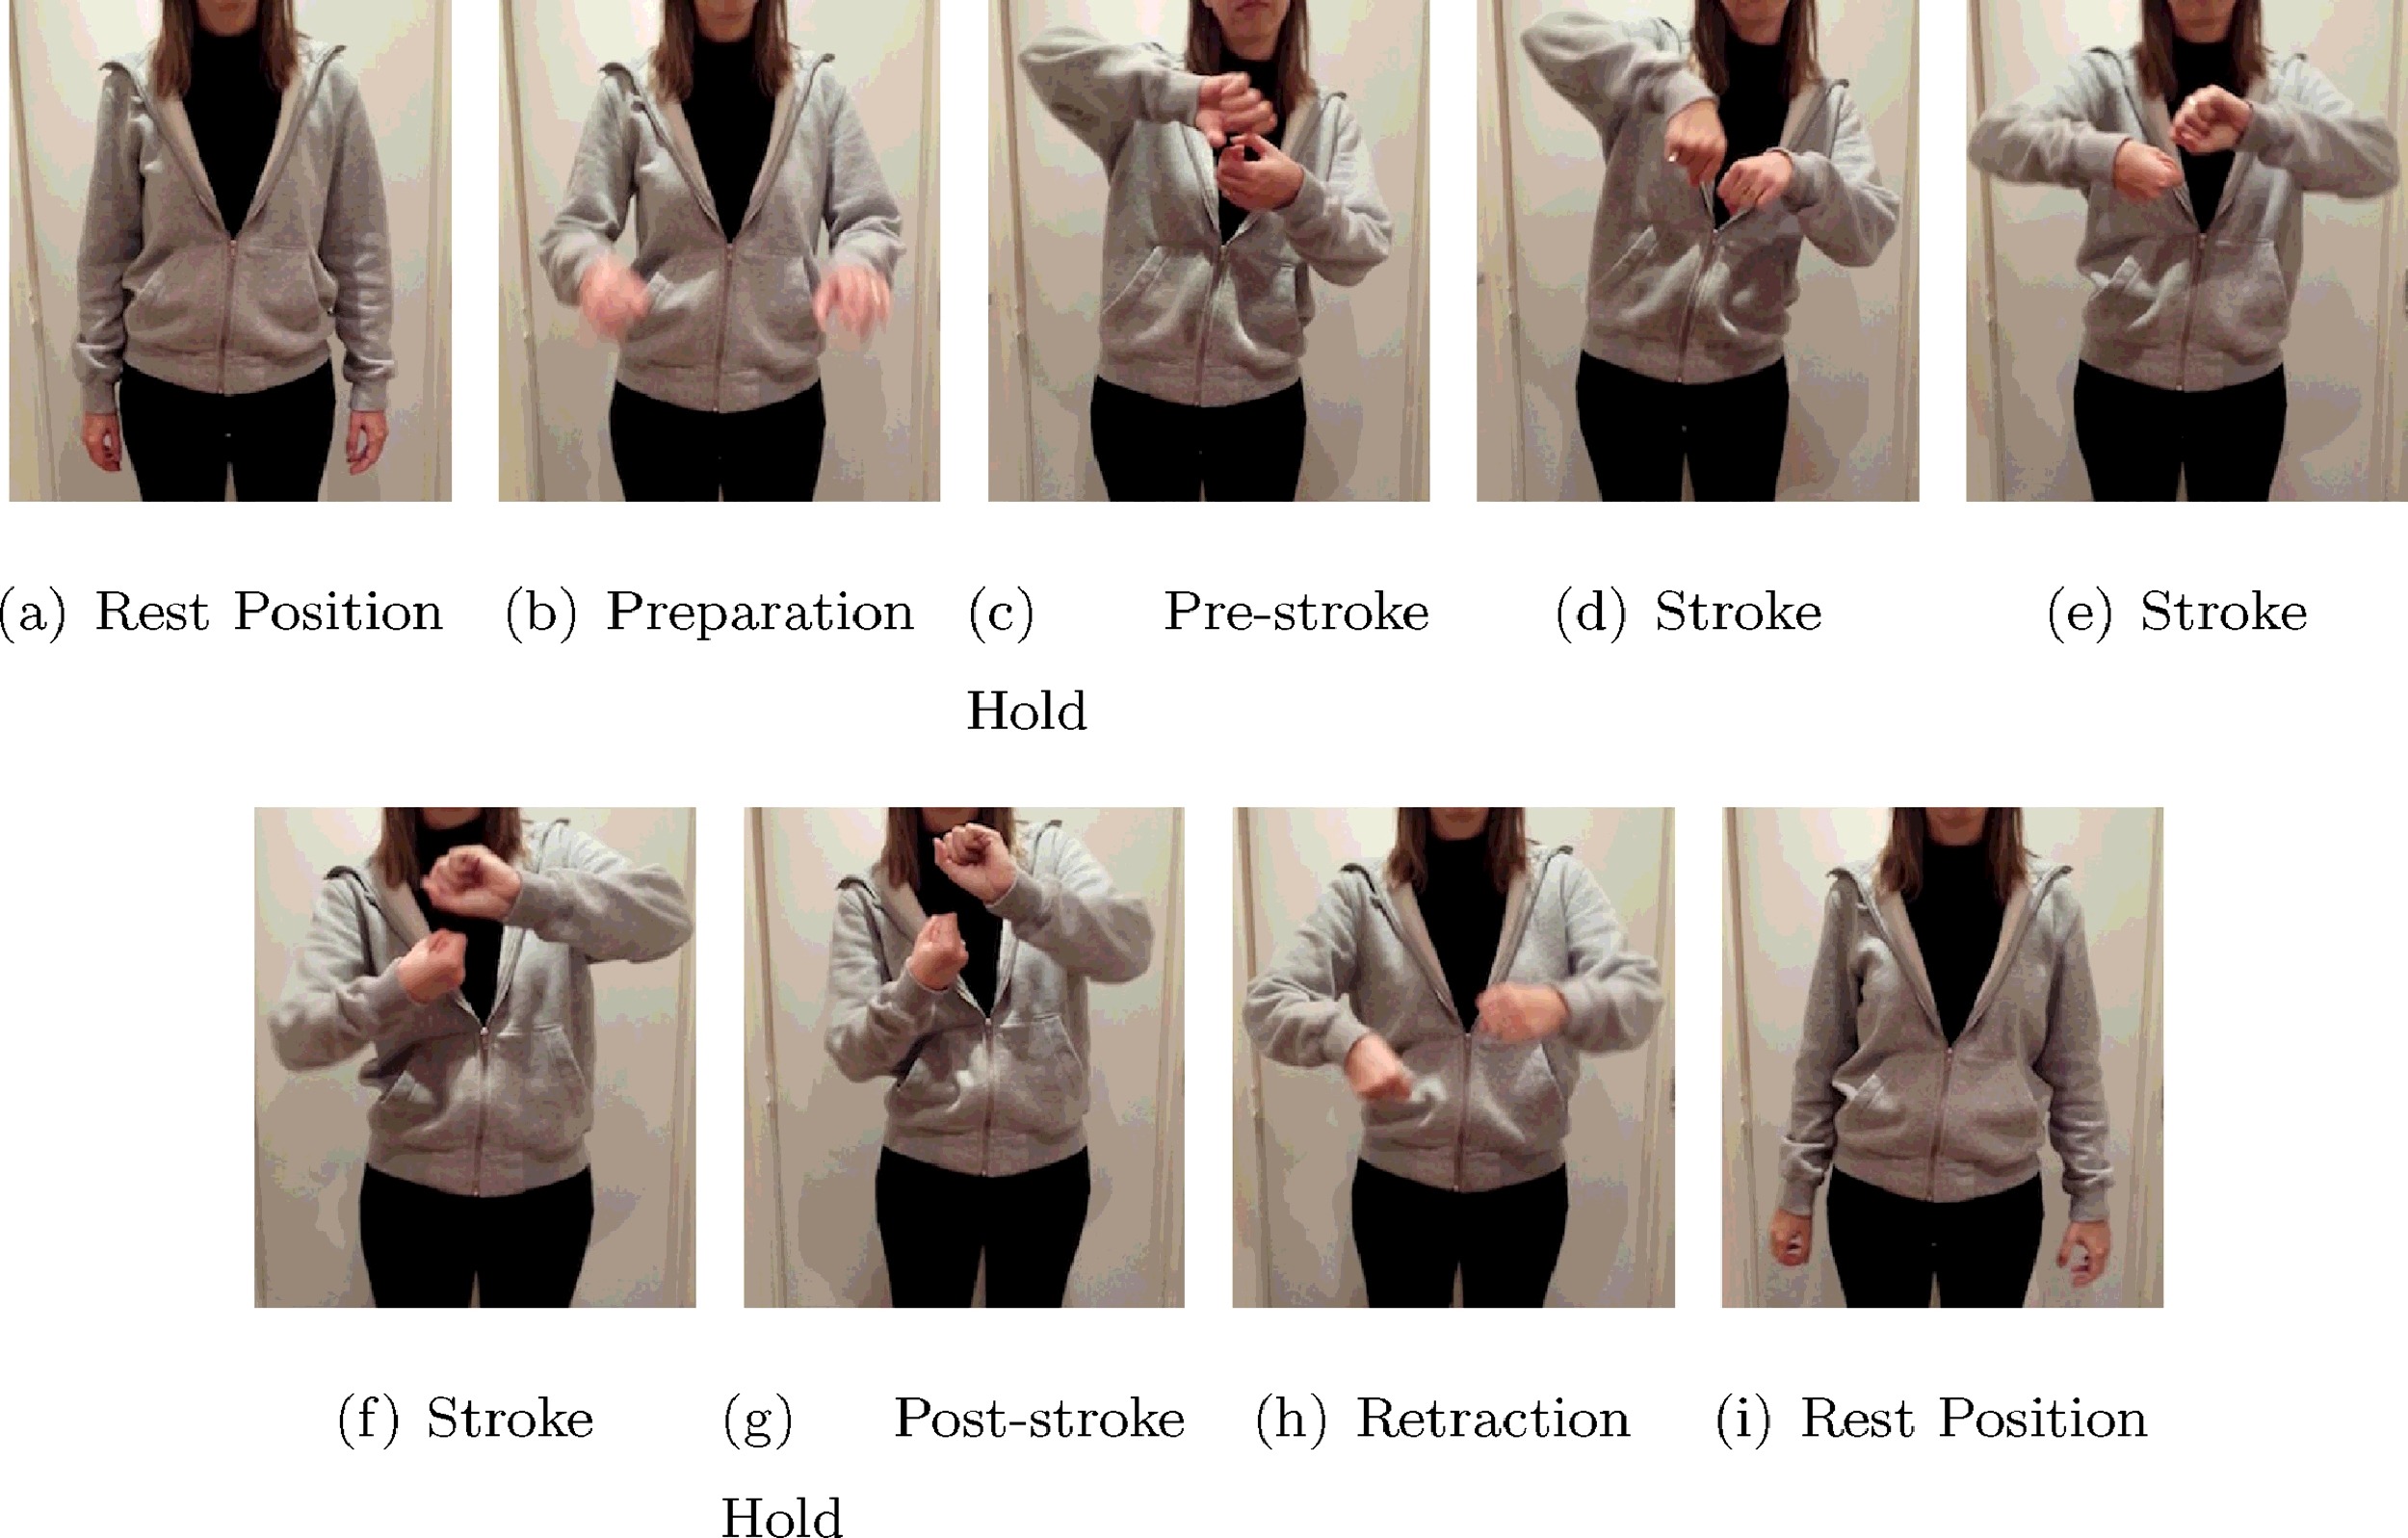 (a) Rest Position (b) Preparation (c) Pre-stroke (d) Stroke (e) Stroke
Hold
(f) Stroke (g) Post-stroke (h) Retraction (i) Rest Position
Hold